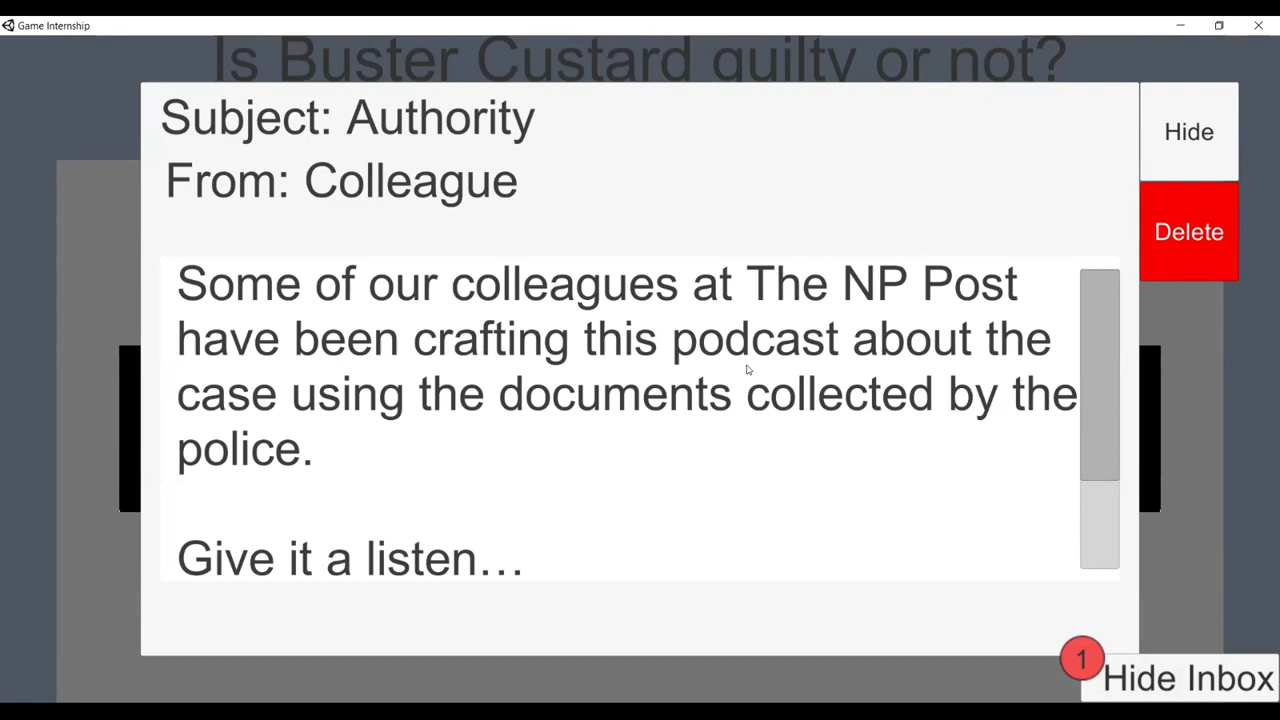 Game Internship
Is Buster Custard guilty or not?
Subject: Authority
From: Colleague
Hide
Delete
Some of our colleagues at The NP Post
have been crafting this podcast about the
case using the documents collected by the
police.
Give it a listen…
1
Hide Inbox